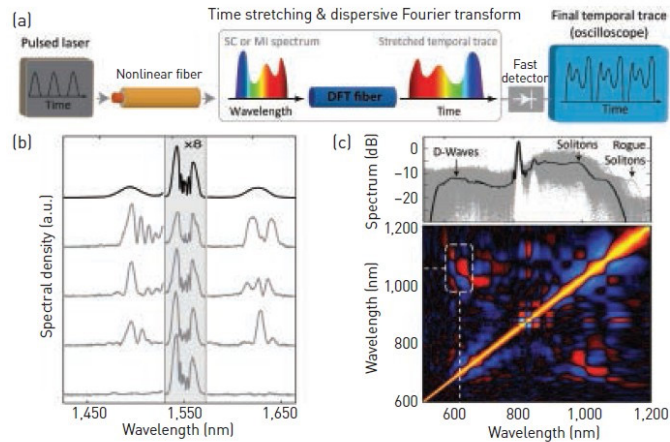 (a)
Time stretching & dispersive Fourier transform
Final temporal trace
(oscilloscope)
Pulsed laser
Nonlinear fiber
SC or MI spectrum
Stretched temporal trace
Fast
detector
DFT fiber
Time
Wavelength
Time
Time
(b)
×8
Spectral density (a.u.)
1,450
1,550
1,650
Wavelength (nm)
(c)
Spectrum (dB)
0
-10
-20
D-Waves
Solitons
Rogue
Solitons
Wavelength (nm)
1,200
1,000
800
600
600
800
1,000
1,200
Wavelength (nm)